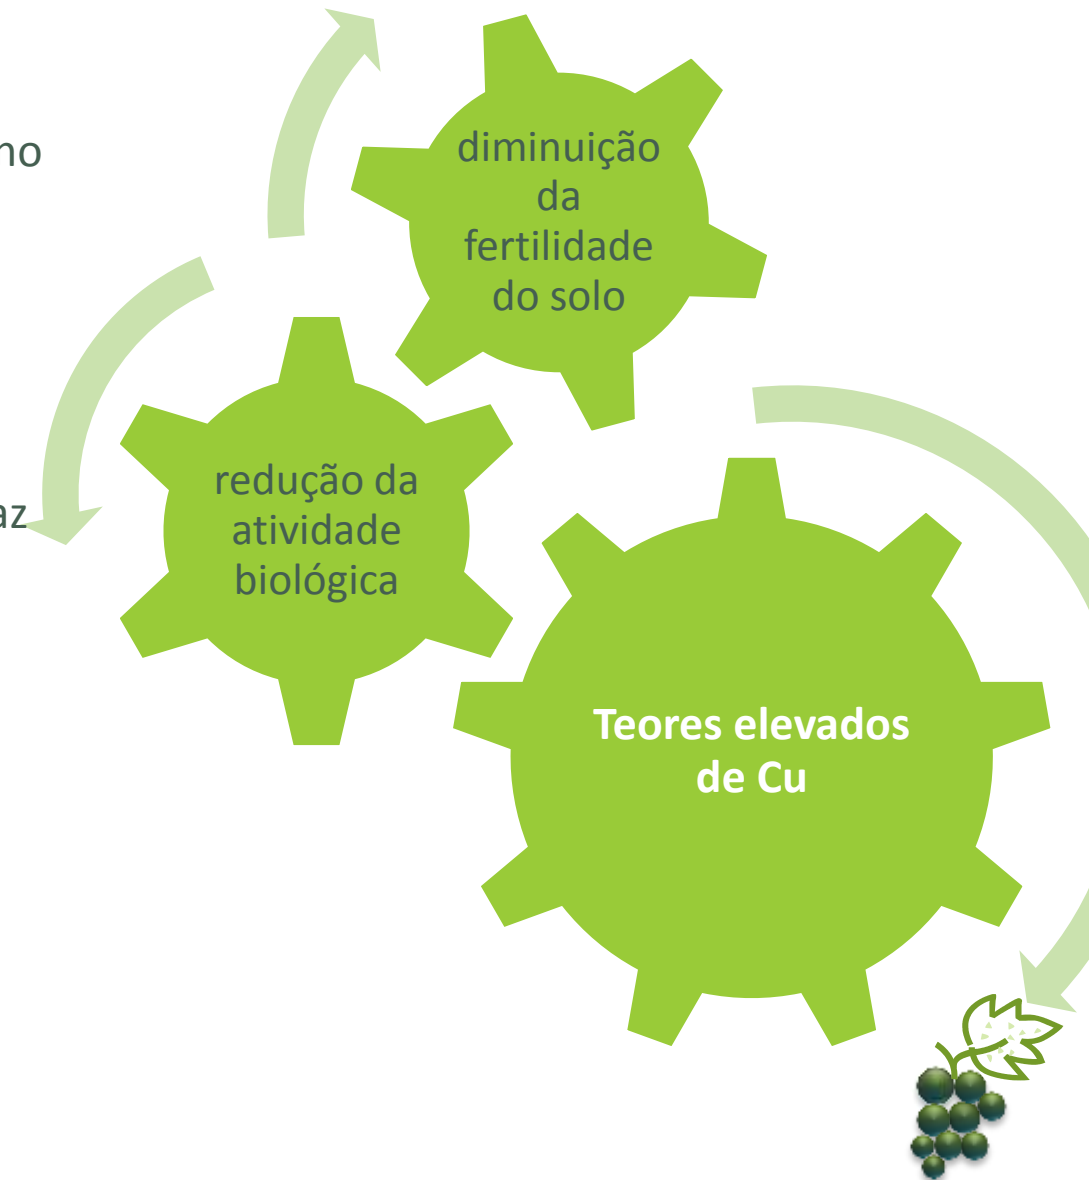 diminuição
da
fertilidade
do solo
redução da
atividade
biológica
Teores elevados
de Cu